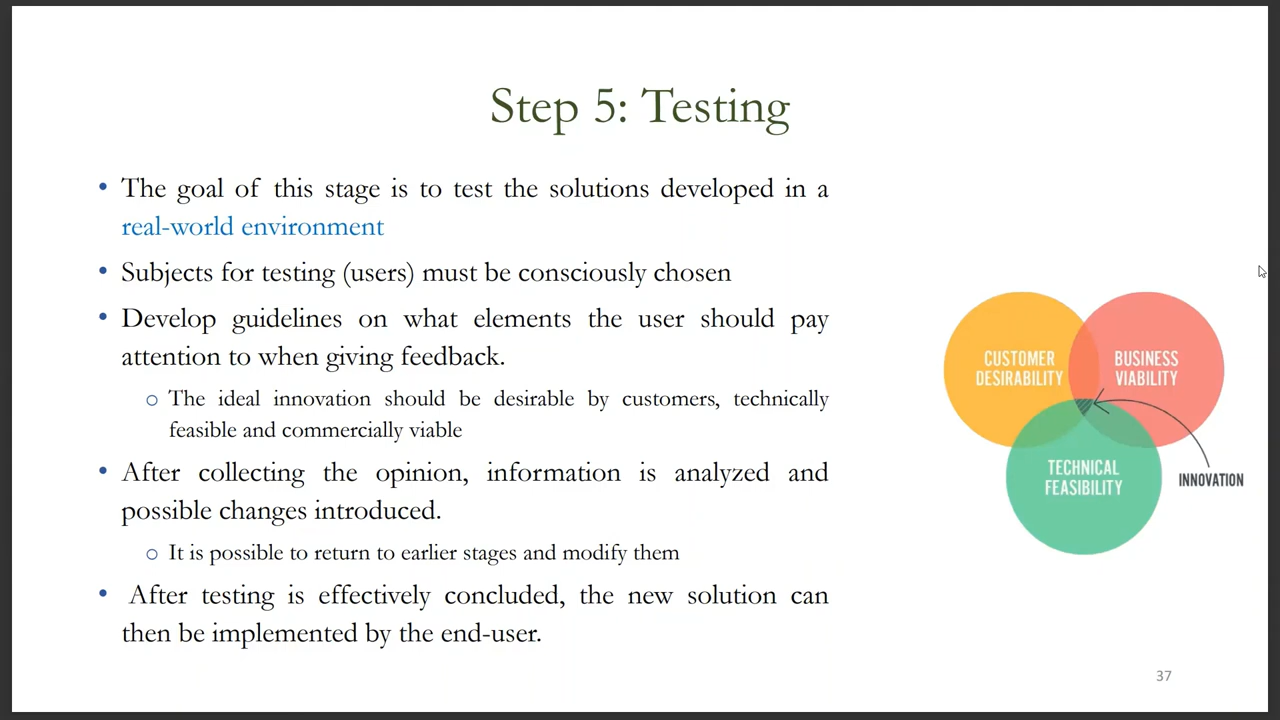 Step 5: Testing
• The goal of this stage is to test the solutions developed in a
real-world environment
• Subjects for testing (users) must be consciously chosen
• Develop guidelines on what elements the user should pay
attention to when giving feedback.
o The ideal innovation should be desirable by customers, technically
feasible and commercially viable
• After collecting the opinion, information is analyzed and
possible changes introduced.
o It is possible to return to earlier stages and modify them
• After testing is effectively concluded, the new solution can
then be implemented by the end-user.
CUSTOMER
DESIRABILITY
BUSINESS
VIABILITY
TECHNICAL
FEASIBILITY
INNOVATION
37